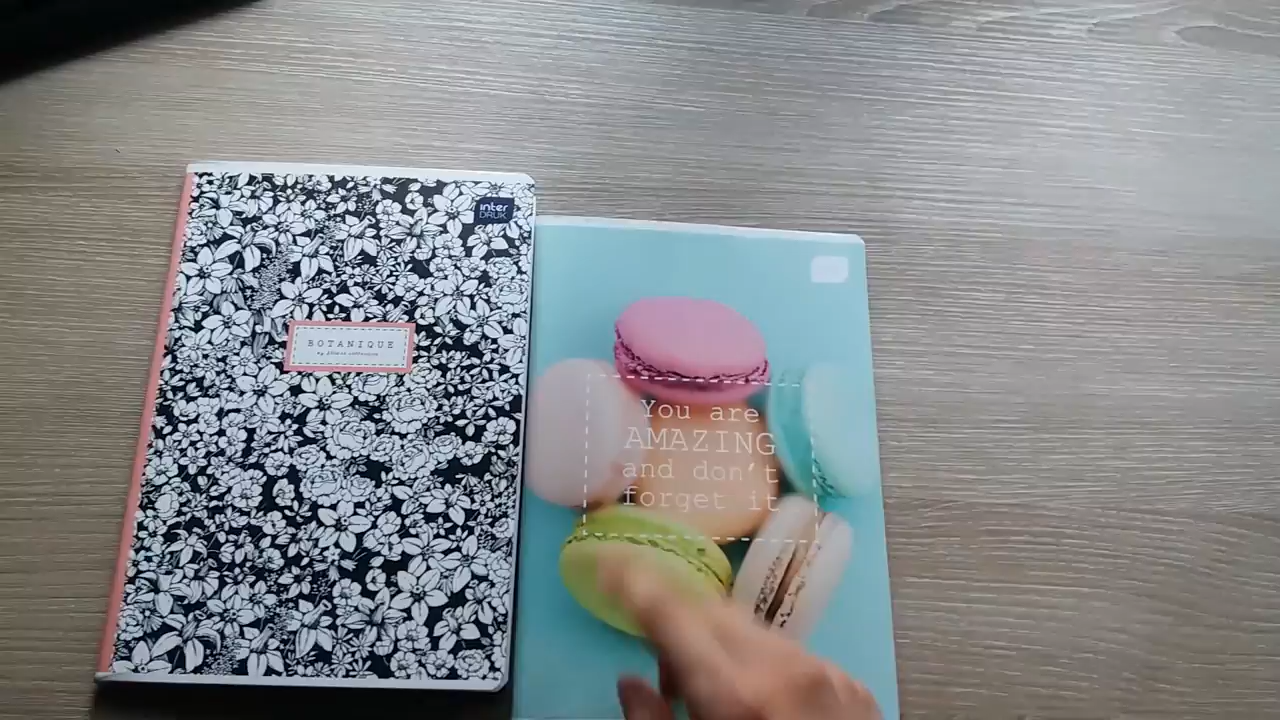 inter
DRUK
BOTANIQUE
You are
AMAZING
and don't
forget it